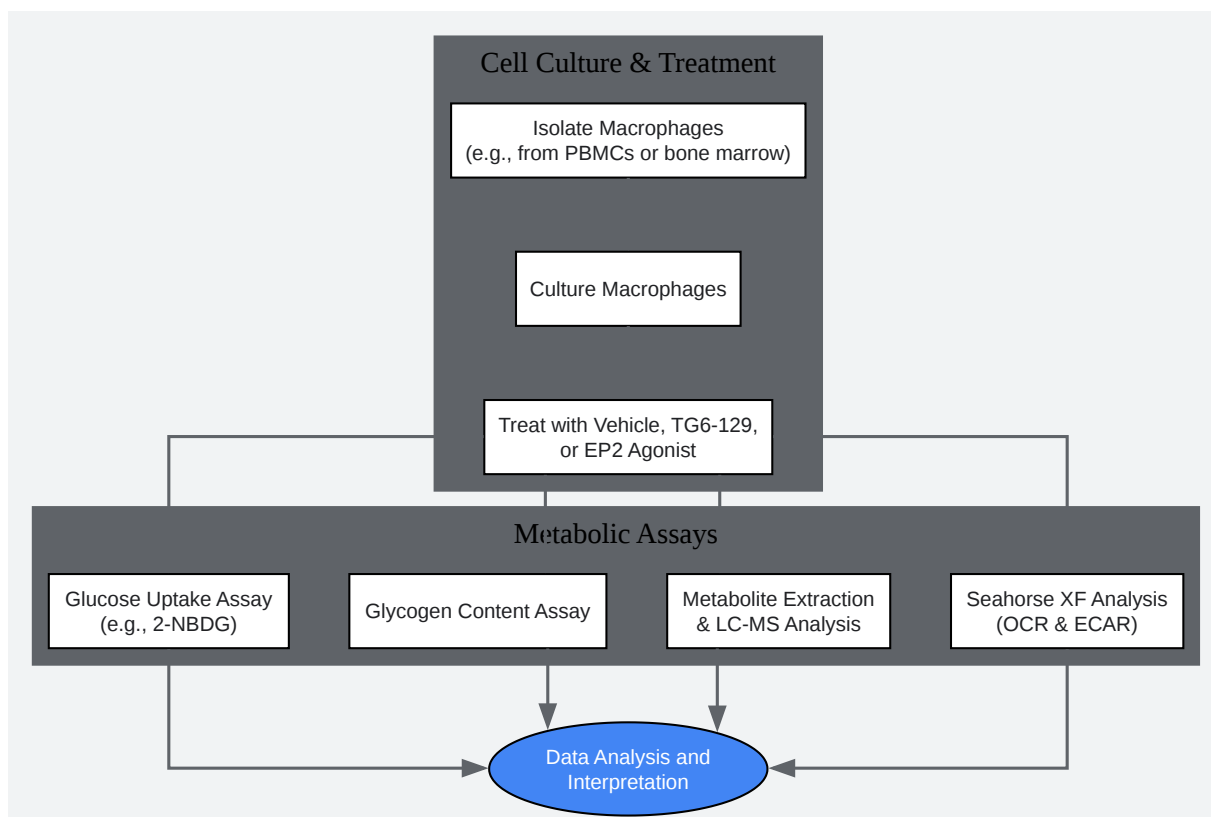 Cell Culture & Treatment
Isolate Macrophages
(e.g., from PBMCs or bone marrow)
Culture Macrophages
Treat with Vehicle, TG6-129,
or EP2 Agonist
Metabolic Assays
Glucose Uptake Assay
(e.g., 2-NBDG)
Glycogen Content Assay
Metabolite Extraction
& LC-MS Analysis
Seahorse XF Analysis
(OCR & ECAR)
Data Analysis and
Interpretation